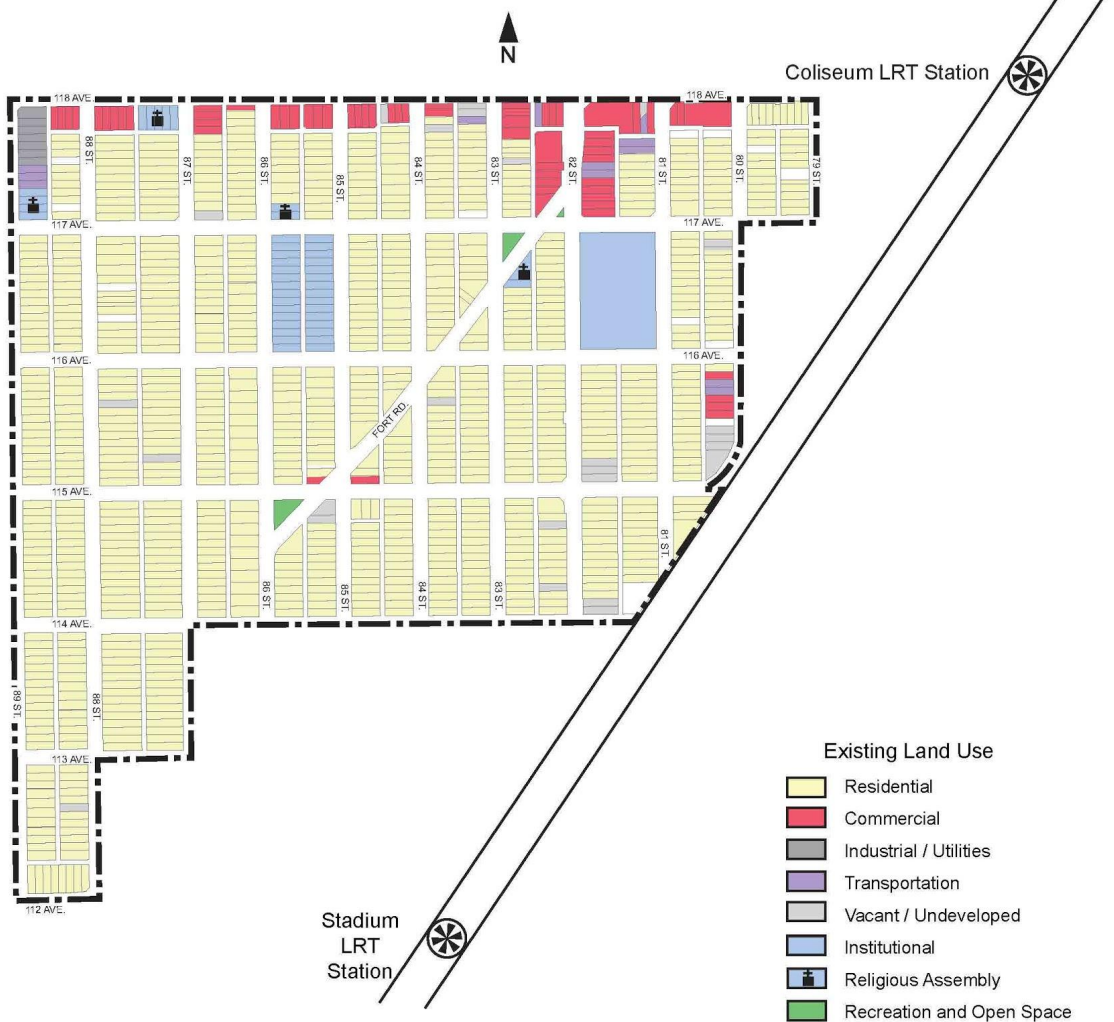 N
Coliseum LRT Station
118 AVE.
118 AVE.
88 ST.
87 ST.
86 ST.
85 ST.
84 ST.
83 ST.
82 ST.
81 ST.
80 ST.
79 ST.
117 AVE.
117 AVE.
116 AVE.
116 AVE.
FORT RD.
115 AVE.
86 ST.
85 ST.
84 ST.
83 ST.
81 ST.
114 AVE.
89 ST.
88 ST.
113 AVE.
112 AVE.
Stadium
LRT
Station
Existing Land Use
Residential
Commercial
Industrial / Utilities
Transportation
Vacant / Undeveloped
Institutional
Religious Assembly
Recreation and Open Space